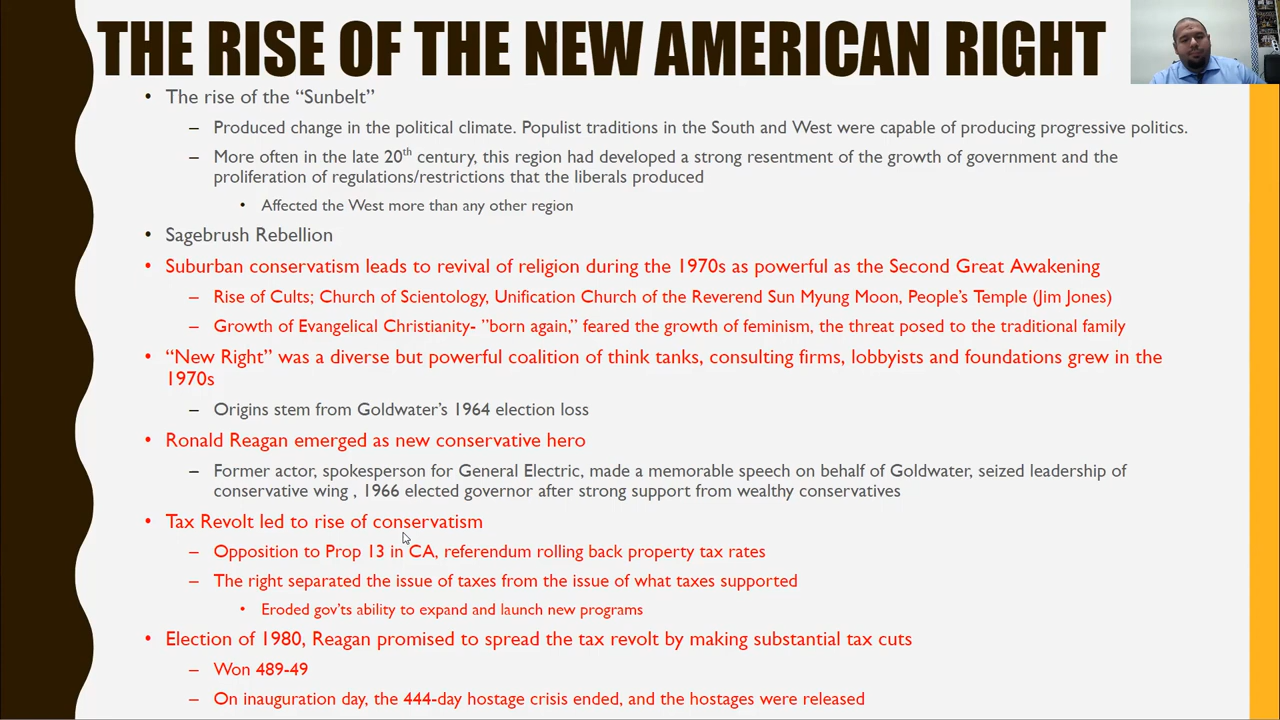 THE RISE OF THE NEW AMERICAN RIGHT
• The rise of the “Sunbelt”
– Produced change in the political climate. Populist traditions in the South and West were capable of producing progressive politics.
– More often in the late 20th century, this region had developed a strong resentment of the growth of government and the
proliferation of regulations/restrictions that the liberals produced
• Affected the West more than any other region
• Sagebrush Rebellion
• Suburban conservatism leads to revival of religion during the 1970s as powerful as the Second Great Awakening
– Rise of Cults; Church of Scientology, Unification Church of the Reverend Sun Myung Moon, People’s Temple (Jim Jones)
– Growth of Evangelical Christianity- ”born again,” feared the growth of feminism, the threat posed to the traditional family
• “New Right” was a diverse but powerful coalition of think tanks, consulting firms, lobbyists and foundations grew in the
1970s
– Origins stem from Goldwater’s 1964 election loss
• Ronald Reagan emerged as new conservative hero
– Former actor, spokesperson for General Electric, made a memorable speech on behalf of Goldwater, seized leadership of
conservative wing , 1966 elected governor after strong support from wealthy conservatives
• Tax Revolt led to rise of conservatism
– Opposition to Prop 13 in CA, referendum rolling back property tax rates
– The right separated the issue of taxes from the issue of what taxes supported
• Eroded gov’ts ability to expand and launch new programs
• Election of 1980, Reagan promised to spread the tax revolt by making substantial tax cuts
– Won 489-49
– On inauguration day, the 444-day hostage crisis ended, and the hostages were released